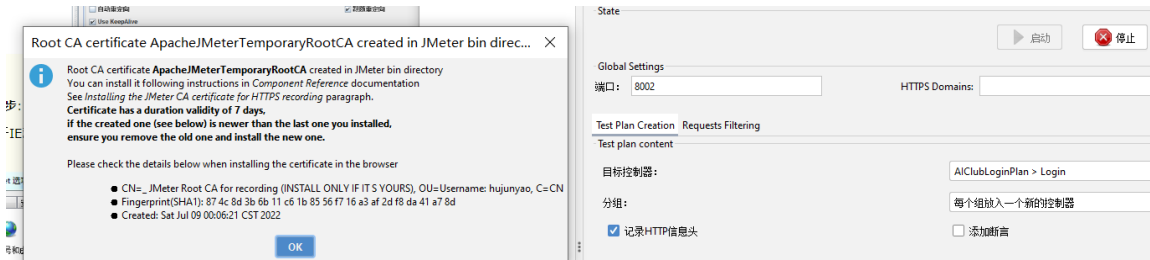 自动重定向
跟随重定向
Use KeepAlive
Root CA certificate ApacheJMeterTemporaryRootCA created in JMeter bin direc...
Root CA certificate ApacheJMeterTemporaryRootCA created in JMeter bin directory
You can install it following instructions in Component Reference documentation
See Installing the JMeter CA certificate for HTTPS recording paragraph.
Certificate has a duration validity of 7 days,
if the created one (see below) is newer than the last one you installed,
ensure you remove the old one and install the new one.
Please check the details below when installing the certificate in the browser
● CN=_ JMeter Root CA for recording (INSTALL ONLY IF IT S YOURS), OU=Username: hujunyao, C=CN
● Fingerprint(SHA1): 87 4c 8d 3b 6b 11 c6 1b 85 56 f7 16 a3 af 2d f8 da 41 a7 8d
● Created: Sat Jul 09 00:06:21 CST 2022
OK
步:
State
启动
停止
Global Settings
端口:
8002
HTTPS Domains:
Test Plan Creation
Requests Filtering
Test plan content
目标控制器:
AIClubLoginPlan > Login
分组:
每个组放入一个新的控制器
记录HTTP信息头
添加断言